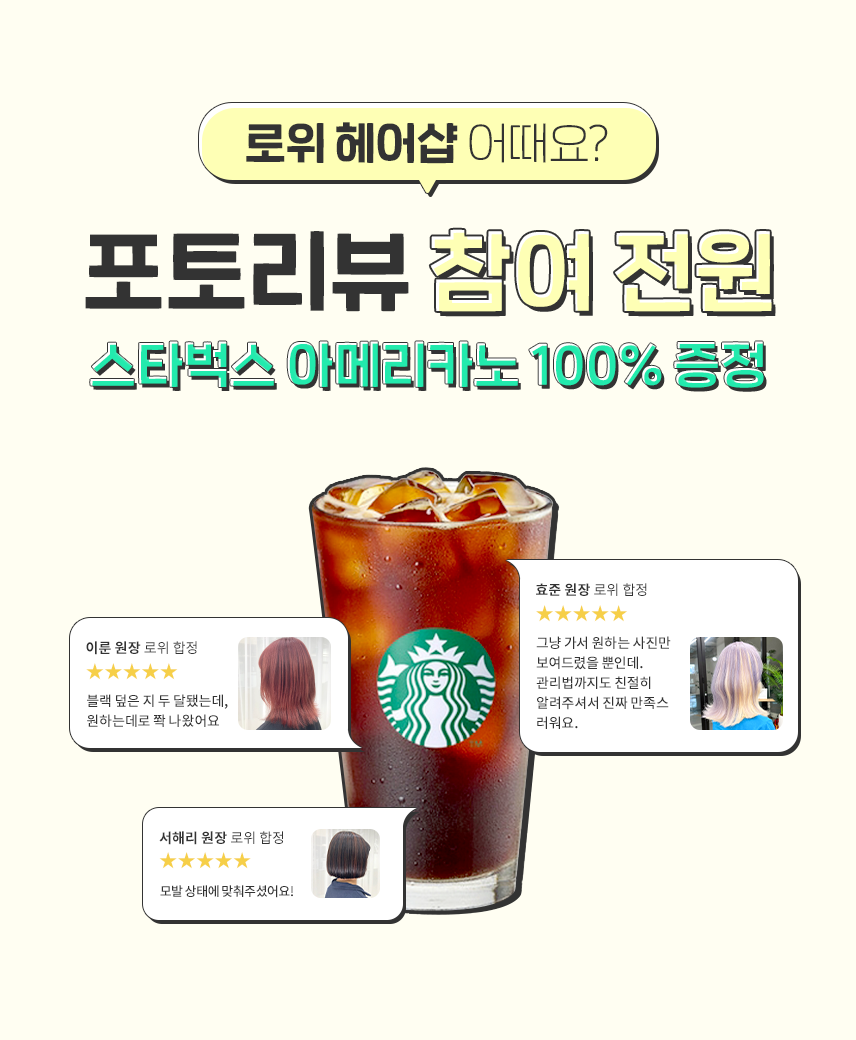 로위 헤어샵 어때요?
포토리뷰 참여 전원
스타벅스 아메리카노 100% 증정
효준 원장 로위 합정
★★★★★
그냥 가서 원하는 사진만
보여드렸을 뿐인데.
관리법까지도 친절히
알려주셔서 진짜 만족스
러워요.
이룬 원장 로위 합정
★★★★★
블랙 덮은 지 두 달됐는데,
원하는데로 쫙 나왔어요
TM
서해리 원장 로위 합정
★★★★★
모발 상태에 맞춰주셨어요!